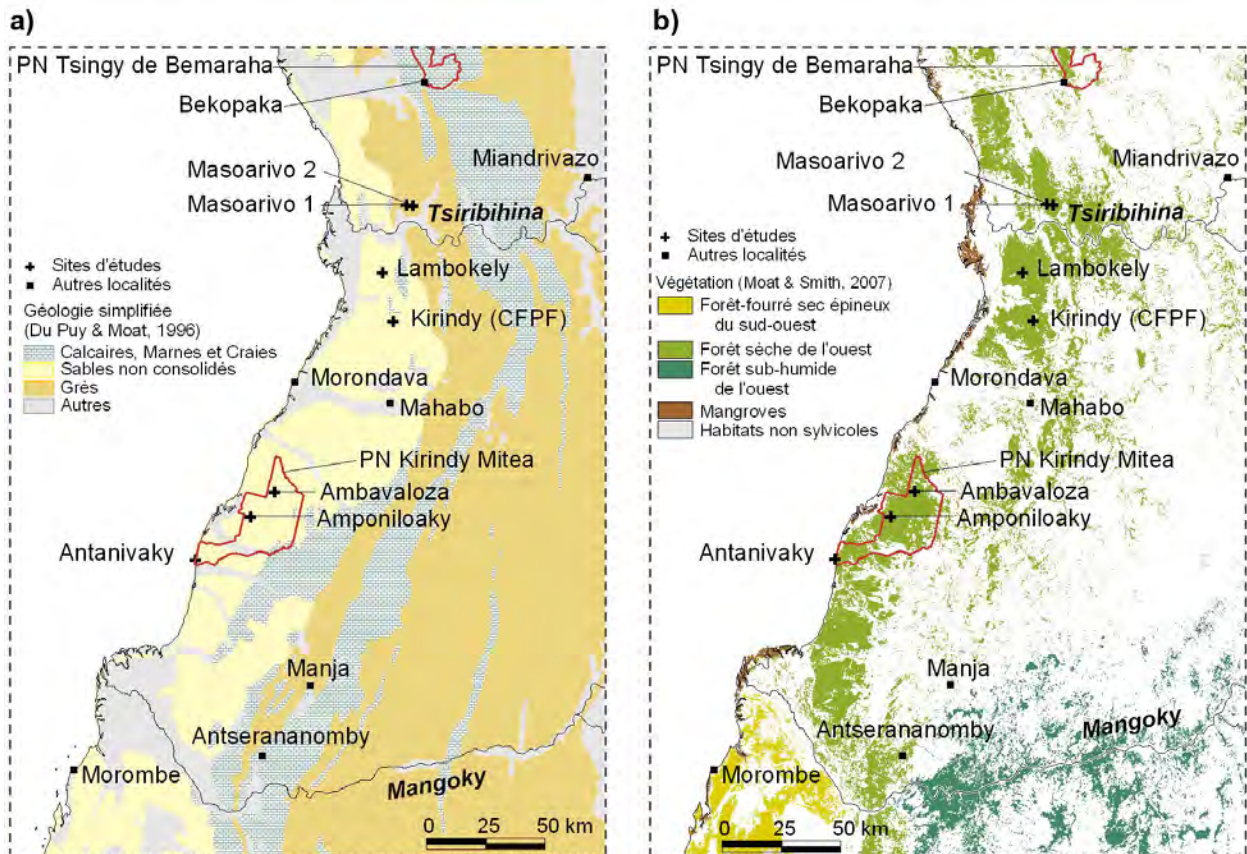 a)
PN Tsingy de Bemaraha
Bekopaka
Miandrivazo
Masoarivo 2
Masoarivo 1
Tsiribihina
Sites d'études
Autres localités
Lambokely
Géologie simplifiée
(Du Puy & Moat, 1996)
Kirindy (CFPF)
Calcaires, Marnes et Craies
Sables non consolidés
Grès
Autres
Morondava
Mahabo
PN Kirindy Mitea
Ambavaloza
Amponiloaky
Antanivaky
Manja
Antserananomby
Morombe
Mangoky
0 25 50 km
b)
PN Tsingy de Bemaraha
Bekopaka
Masoarivo 2
Miandrivazo
Masoarivo 1
Tsiribihina
Sites d'études
Autres localités
Lambokely
Végétation (Moat & Smith, 2007)
Forêt-fourré sec épineux
du sud-ouest
Kirindy (CFPF)
Forêt sèche de l'ouest
Forêt sub-humide
de l'ouest
Mangroves
Habitats non sylvicoles
Morondava
Mahabo
PN Kirindy Mitea
Ambavaloza
Amponiloaky
Antanivaky
Manja
Antserananomby
Mangoky
Morombe
0 25 50 km